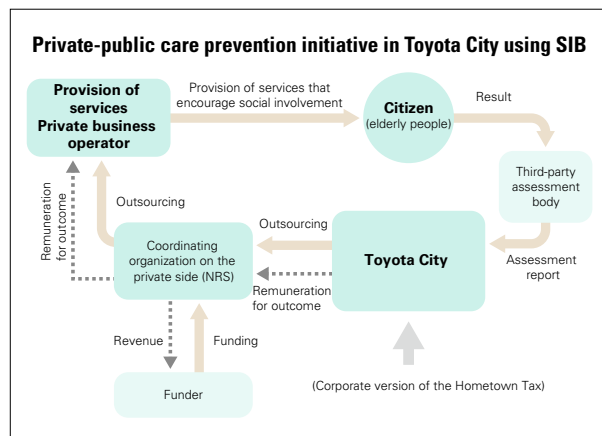 Private-public care prevention initiative in Toyota City using SIB
Provision of
services
Private business
operator
Provision of services that
encourage social involvement
Citizen
(elderly people)
Result
Third-party
assessment
body
Assessment
report
Toyota City
Outsourcing
Remuneration
for outcome
Coordinating
organization on the
private side (NRS)
Outsourcing
Remuneration
for outcome
Revenue
Funding
Funder
(Corporate version of the Hometown Tax)